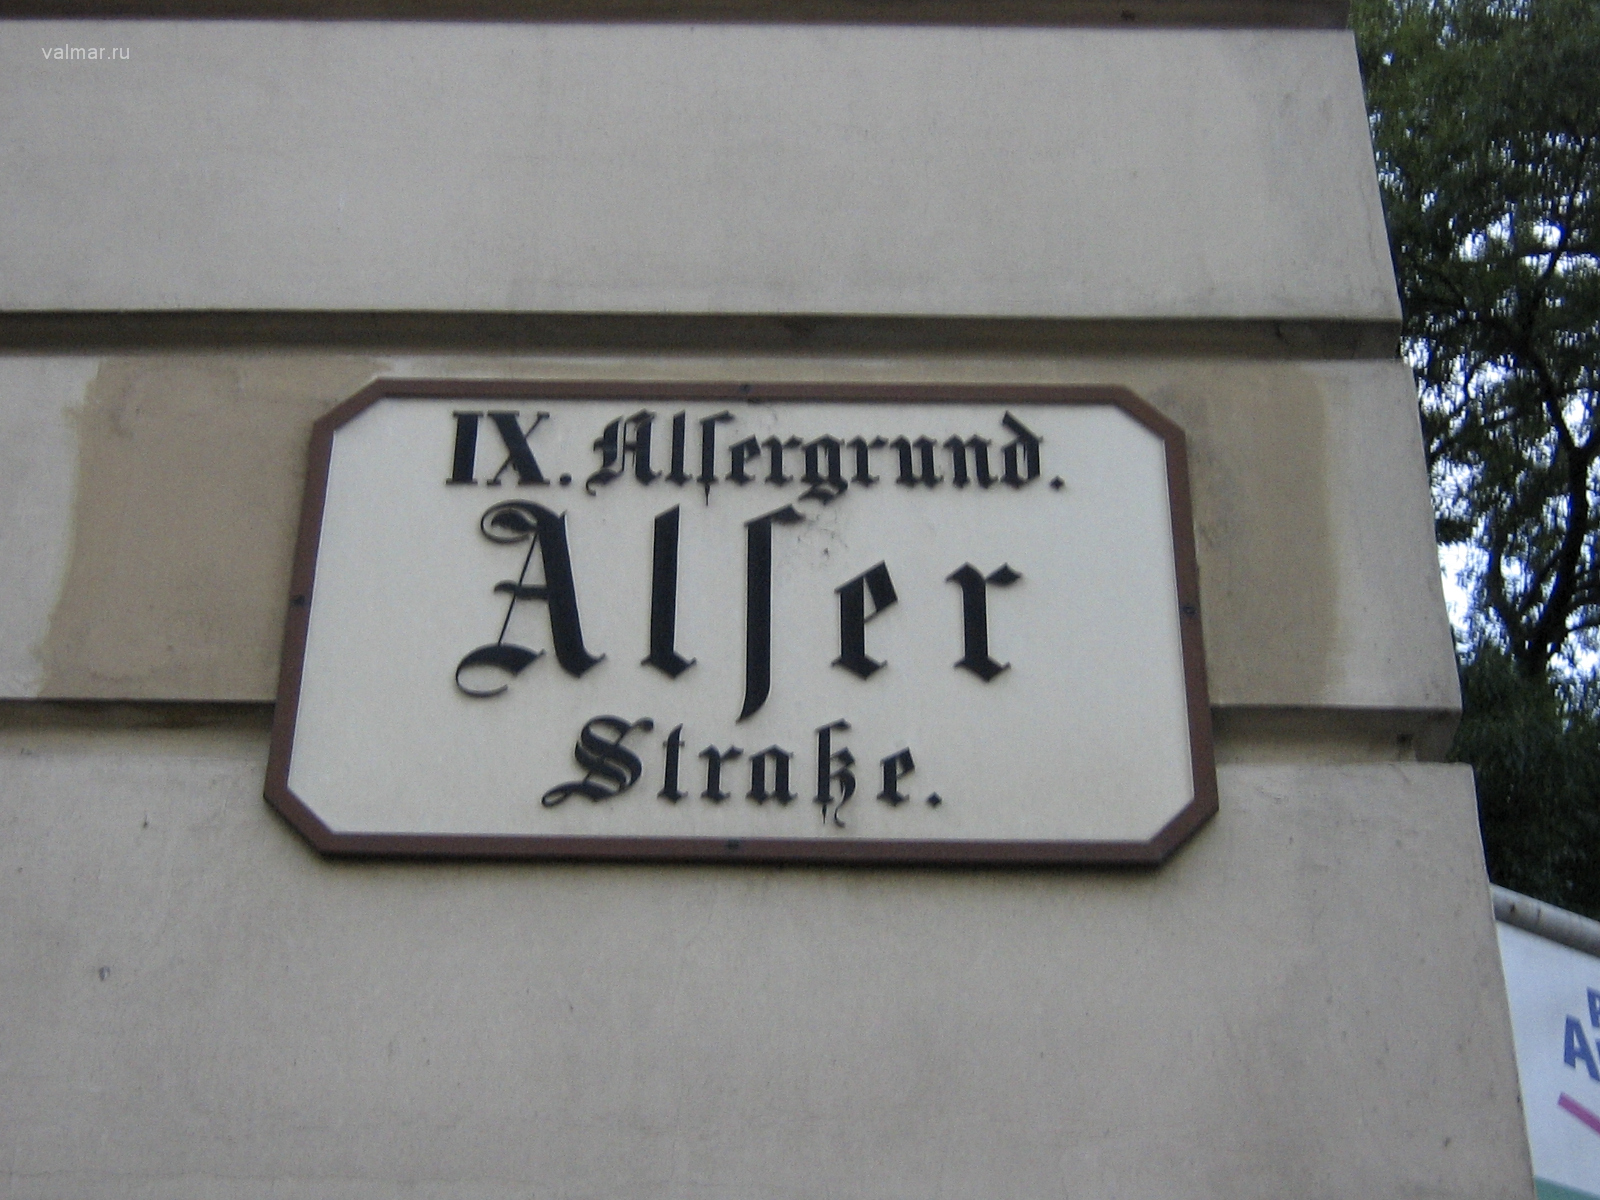 valmar.ru
IX. Alſergrund.
Alſer
Straße.